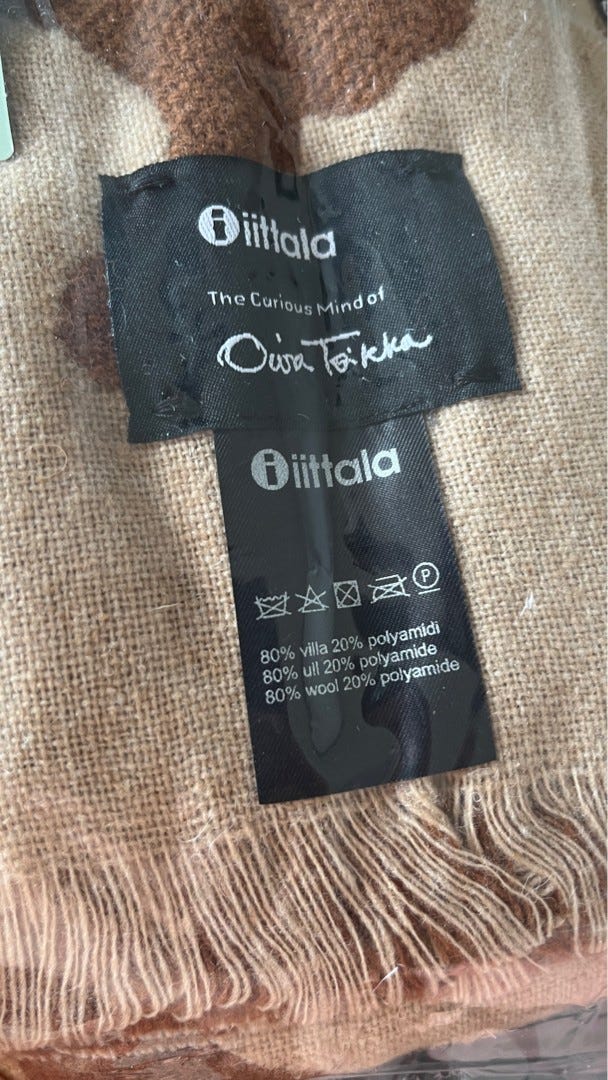 iittala
The Curious Mind of
Oiva Toikka
iittala
P
80% villa 20% polyamidi
80% ull 20% polyamide
80% wool 20% polyamide